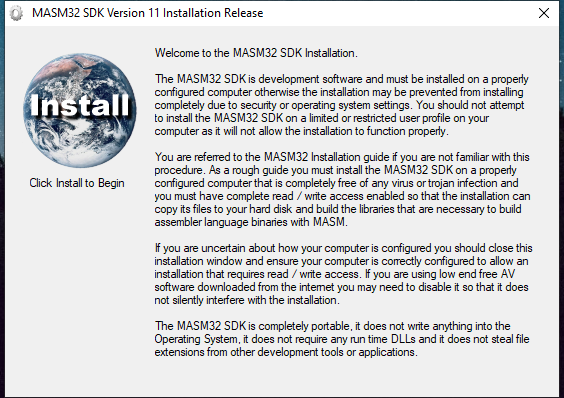 MASM32 SDK Version 11 Installation Release
Install
Click Install to Begin
Welcome to the MASM32 SDK Installation.
The MASM32 SDK is development software and must be installed on a properly
configured computer otherwise the installation may be prevented from installing
completely due to security or operating system settings. You should not attempt
to install the MASM32 SDK on a limited or restricted user profile on your
computer as it will not allow the installation to function properly.
You are referred to the MASM32 Installation guide if you are not familiar with this
procedure. As a rough guide you must install the MASM32 SDK on a properly
configured computer that is completely free of any virus or trojan infection and
you must have complete read / write access enabled so that the installation can
copy its files to your hard disk and build the libraries that are necessary to build
assembler language binaries with MASM.
If you are uncertain about how your computer is configured you should close this
installation window and ensure your computer is correctly configured to allow an
installation that requires read / write access. If you are using low end free AV
software downloaded from the internet you may need to disable it so that it does
not silently interfere with the installation.
The MASM32 SDK is completely portable, it does not write anything into the
Operating System, it does not require any run time DLLs and it does not steal file
extensions from other development tools or applications.